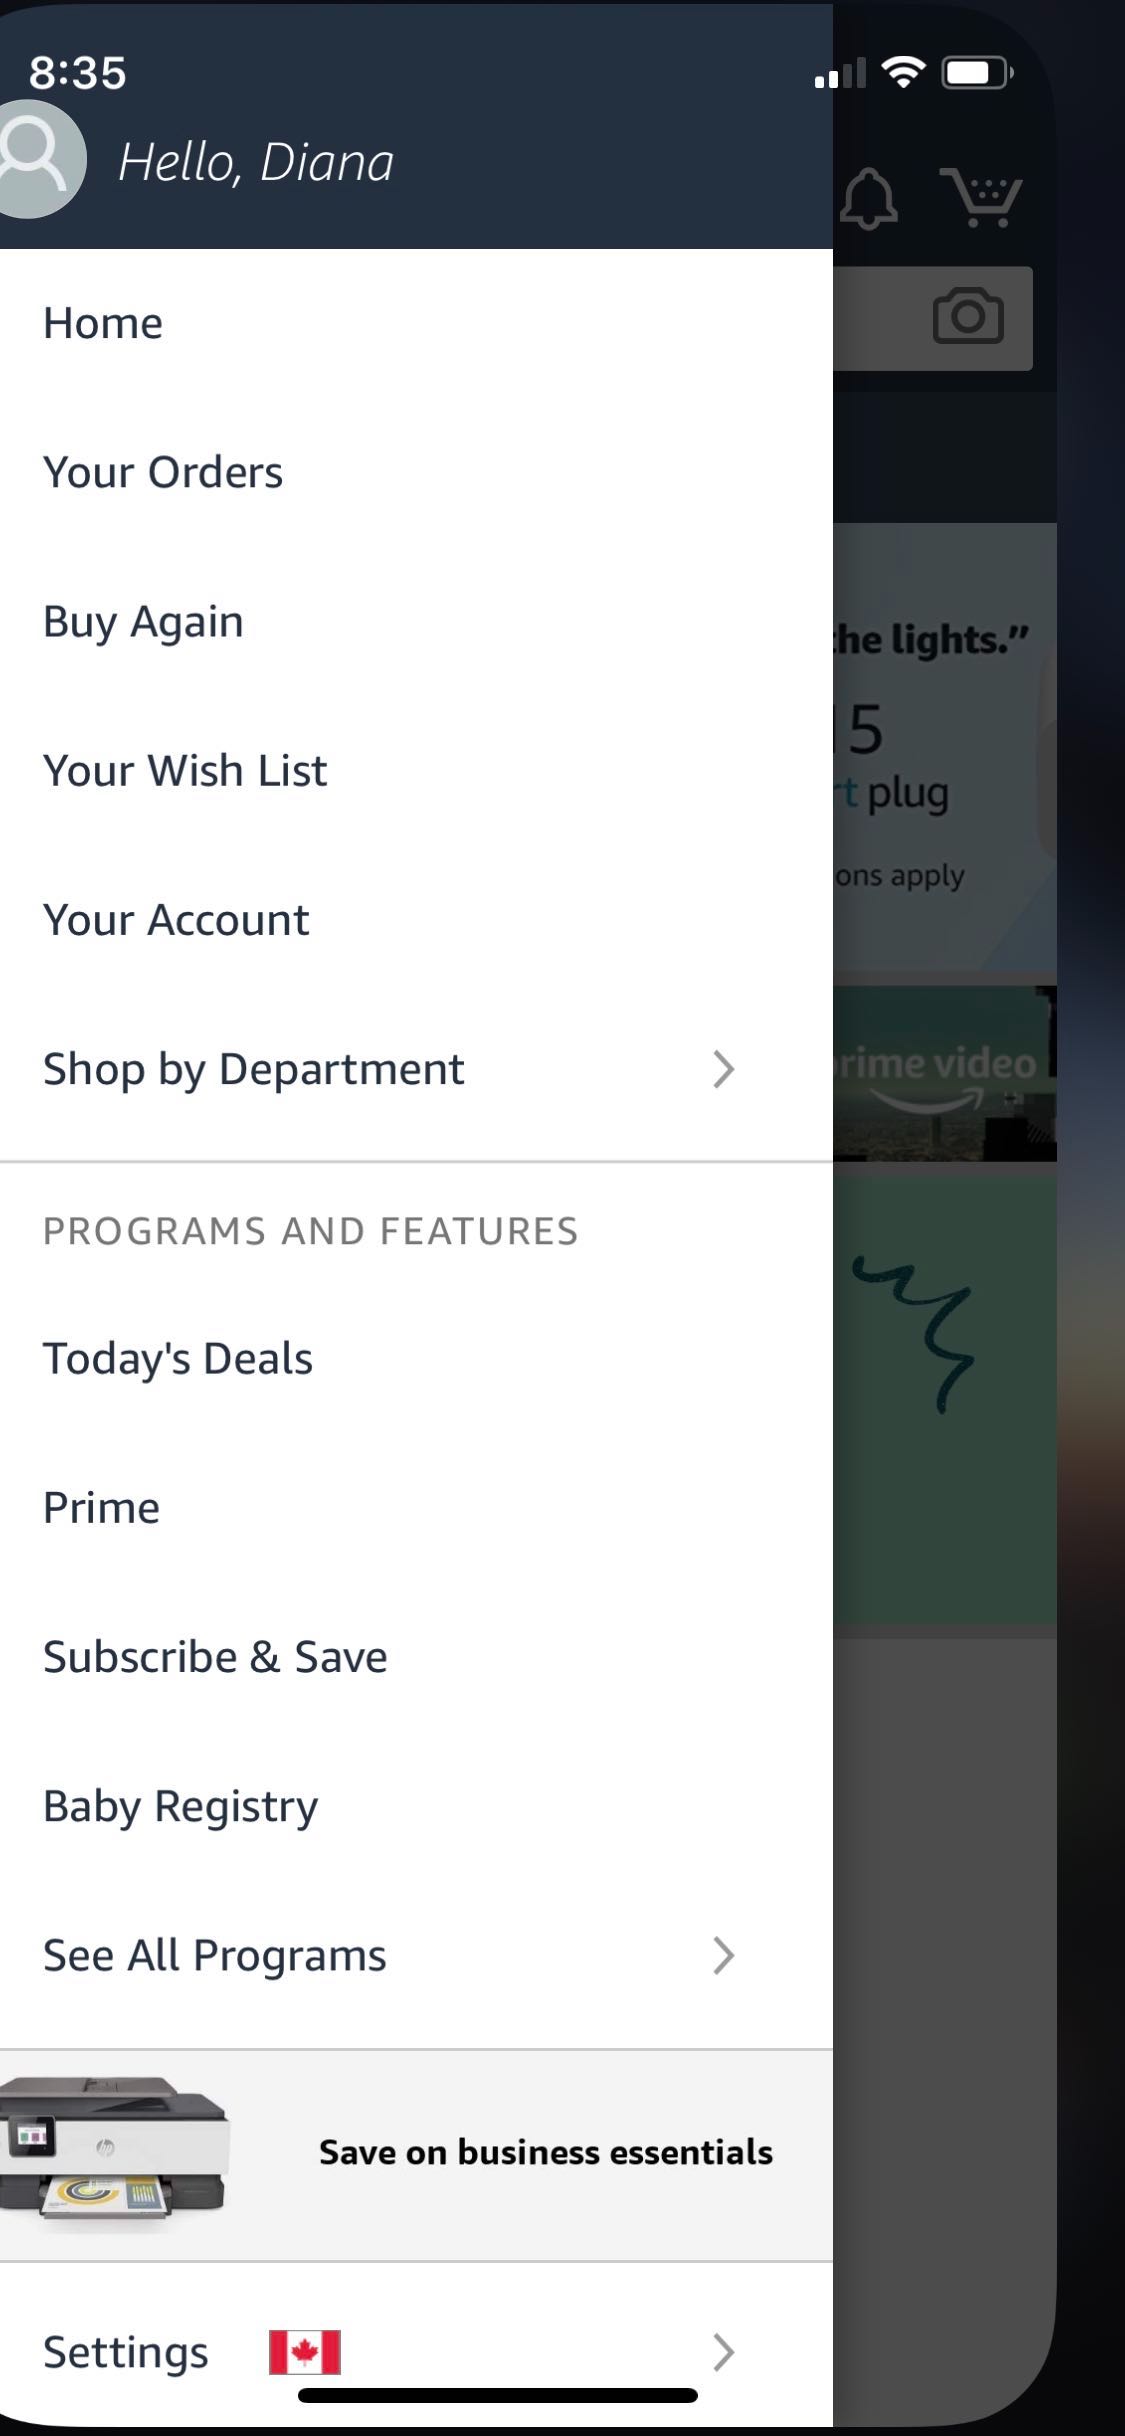 8:35
Hello, Diana
Home
Your Orders
Buy Again
Your Wish List
Your Account
Shop by Department
PROGRAMS AND FEATURES
Today's Deals
Prime
Subscribe & Save
Baby Registry
See All Programs
Save on business essentials
Settings
he lights.”
15
t plug
ons apply
rime video
hp